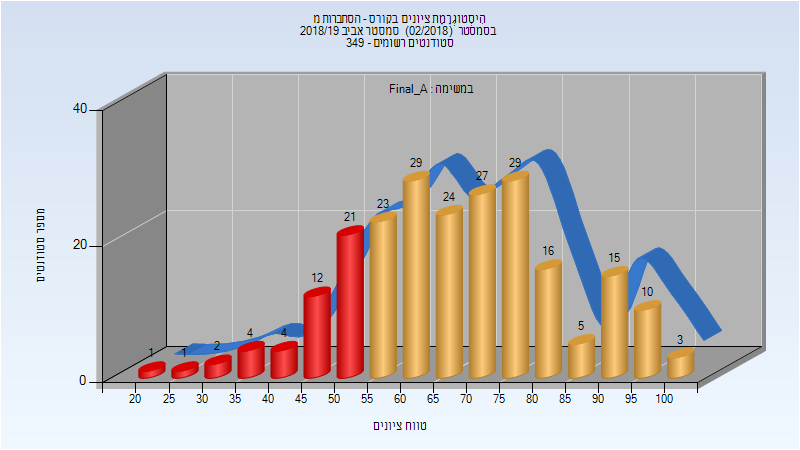 היסטוגרמת ציונים בקורס - הסתברות מ
בסמסטר (02/2018) סמסטר אביב 2018/19
סטודנטים רשומים - 349
במשימה : Final_A
מספר סטודנטים
40
20
0
1
1
2
4
4
12
21
23
29
24
27
29
16
5
15
10
3
20 25 30 35 40 45 50 55 60 65 70 75 80 85 90 95 100
טווח ציונים